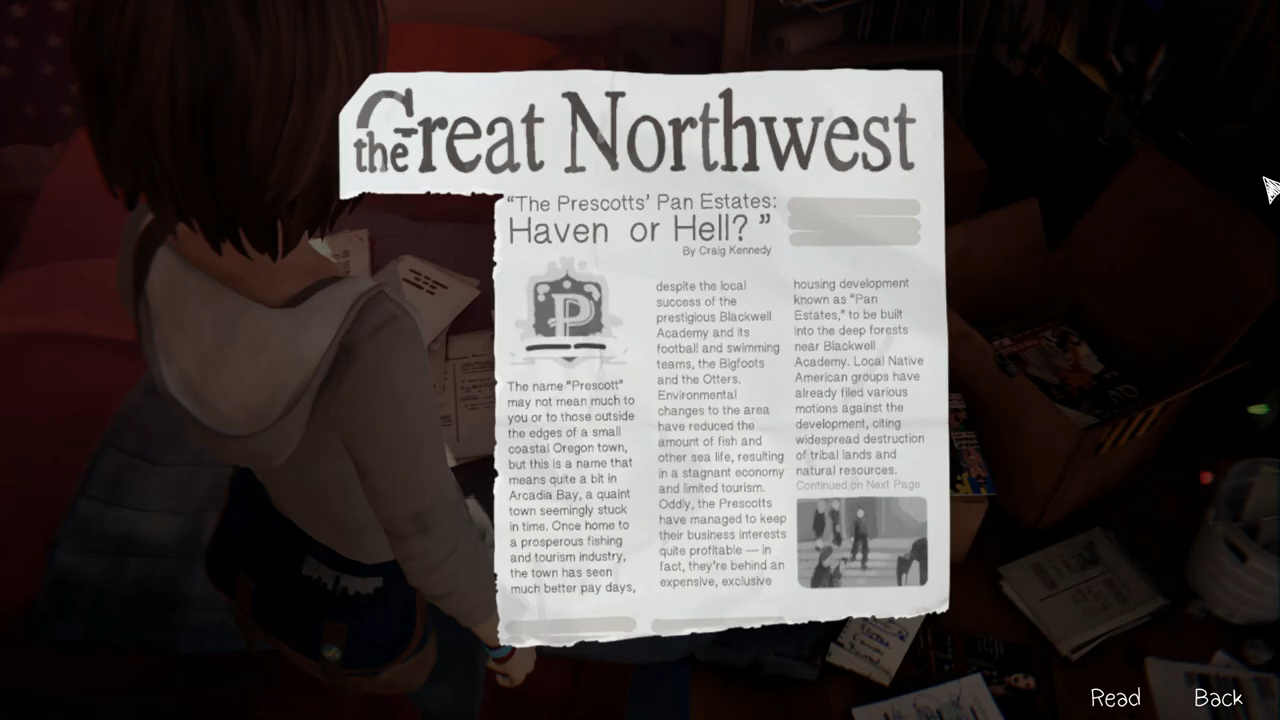 the Great Northwest
"The Prescotts' Pan Estates:
Haven or Hell? "
By Craig Kennedy
P
The name "Prescott"
may not mean much to
you or to those outside
the edges of a small
coastal Oregon town,
but this is a name that
means quite a bit in
Arcadia Bay, a quaint
town seemingly stuck
in time. Once home to
a prosperous fishing
and tourism industry,
the town has seen
much better pay days,
despite the local
success of the
prestigious Blackwell
Academy and its
football and swimming
teams, the Bigfoots
and the Otters.
Environmental
changes to the area
have reduced the
amount of fish and
other sea life, resulting
in a stagnant economy
and limited tourism.
Oddly, the Prescotts
have managed to keep
their business interests
quite profitable — in
fact, they're behind an
expensive, exclusive
housing development
known as "Pan
Estates," to be built
into the deep forests
near Blackwell
Academy. Local Native
American groups have
already filed various
motions against the
development, citing
widespread destruction
of tribal lands and
natural resources.
Continued on Next Page
Read
Back